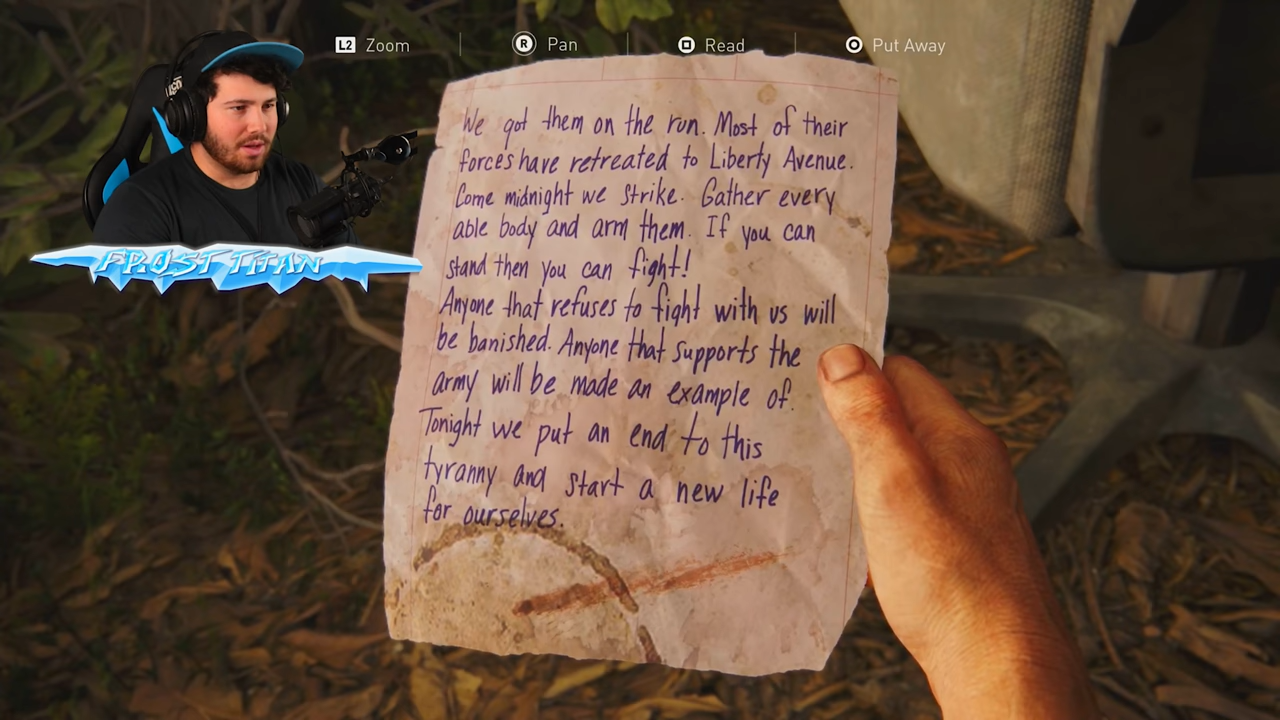 L2 Zoom
R Pan
Read
Put Away
FROST TITAN
We got them on the run. Most of their
forces have retreated to Liberty Avenue.
Come midnight we strike. Gather every
able body and arm them. If you can
stand then you can fight!
Anyone that refuses to fight with us will
be banished. Anyone that supports the
army will be made an example of.
Tonight we put an end to this
tyranny and start a new life
for ourselves.